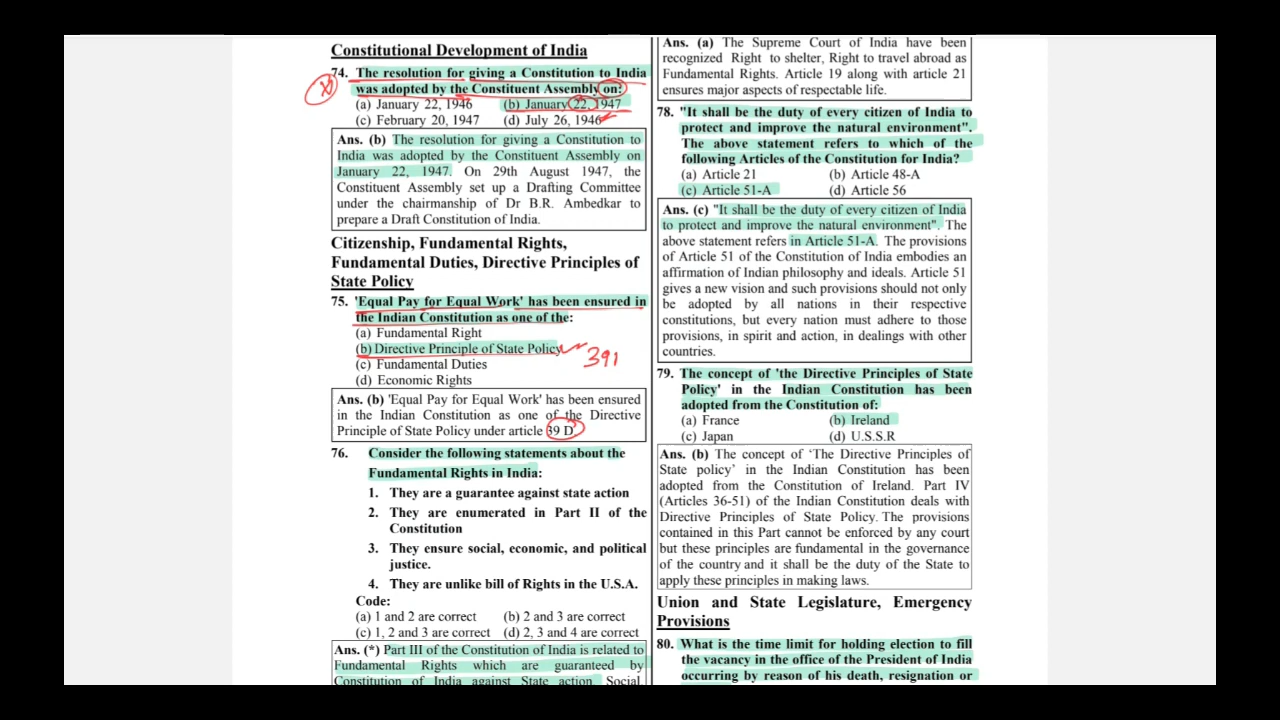 Constitutional Development of India
74. The resolution for giving a Constitution to India
was adopted by the Constituent Assembly on:
(a) January 22, 1946 (b) January 22, 1947
(c) February 20, 1947 (d) July 26, 1946
Ans. (b) The resolution for giving a Constitution to
India was adopted by the Constituent Assembly on
January 22, 1947. On 29th August 1947, the
Constituent Assembly set up a Drafting Committee
under the chairmanship of Dr B.R. Ambedkar to
prepare a Draft Constitution of India.
Citizenship, Fundamental Rights,
Fundamental Duties, Directive Principles of
State Policy
75. 'Equal Pay for Equal Work' has been ensured in
the Indian Constitution as one of the:
(a) Fundamental Right
(b) Directive Principle of State Policy
(c) Fundamental Duties
(d) Economic Rights
Ans. (b) 'Equal Pay for Equal Work' has been ensured
in the Indian Constitution as one of the Directive
Principle of State Policy under article 39 D
76. Consider the following statements about the
Fundamental Rights in India:
1. They are a guarantee against state action
2. They are enumerated in Part II of the
Constitution
3. They ensure social, economic, and political
justice.
4. They are unlike bill of Rights in the U.S.A.
Code:
(a) 1 and 2 are correct (b) 2 and 3 are correct
(c) 1, 2 and 3 are correct (d) 2, 3 and 4 are correct
Ans. (*) Part III of the Constitution of India is related to
Fundamental Rights which are guaranteed by
Constitution of India against State action. Social,
Ans. (a) The Supreme Court of India have been
recognized Right to shelter, Right to travel abroad as
Fundamental Rights. Article 19 along with article 21
ensures major aspects of respectable life.
78. "It shall be the duty of every citizen of India to
protect and improve the natural environment".
The above statement refers to which of the
following Articles of the Constitution for India?
(a) Article 21 (b) Article 48-A
(c) Article 51-A (d) Article 56
Ans. (c) "It shall be the duty of every citizen of India
to protect and improve the natural environment". The
above statement refers in Article 51-A. The provisions
of Article 51 of the Constitution of India embodies an
affirmation of Indian philosophy and ideals. Article 51
gives a new vision and such provisions should not only
be adopted by all nations in their respective
constitutions, but every nation must adhere to those
provisions, in spirit and action, in dealings with other
countries.
79. The concept of 'the Directive Principles of State
Policy' in the Indian Constitution has been
adopted from the Constitution of:
(a) France (b) Ireland
(c) Japan (d) U.S.S.R
Ans. (b) The concept of ‘The Directive Principles of
State policy’ in the Indian Constitution has been
adopted from the Constitution of Ireland. Part IV
(Articles 36-51) of the Indian Constitution deals with
Directive Principles of State Policy. The provisions
contained in this Part cannot be enforced by any court
but these principles are fundamental in the governance
of the country and it shall be the duty of the State to
apply these principles in making laws.
Union and State Legislature, Emergency
Provisions
80. What is the time limit for holding election to fill
the vacancy in the office of the President of India
occurring by reason of his death, resignation or